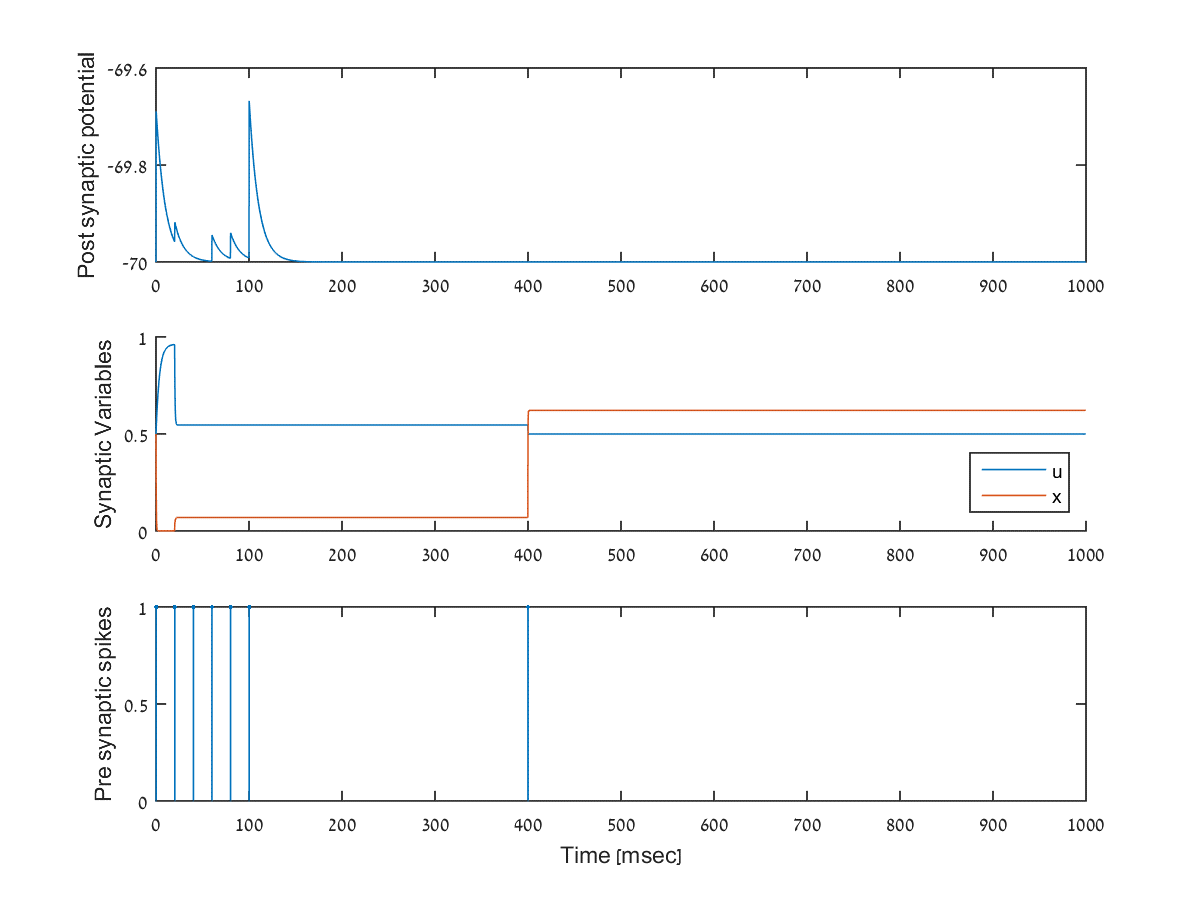 Post synaptic potential
-69.6
-69.8
-70
0 100 200 300 400 500 600 700 800 900 1000
Synaptic Variables
1
0.5
0
u
x
0 100 200 300 400 500 600 700 800 900 1000
Pre synaptic spikes
1
0.5
0
0 100 200 300 400 500 600 700 800 900 1000
Time [msec]